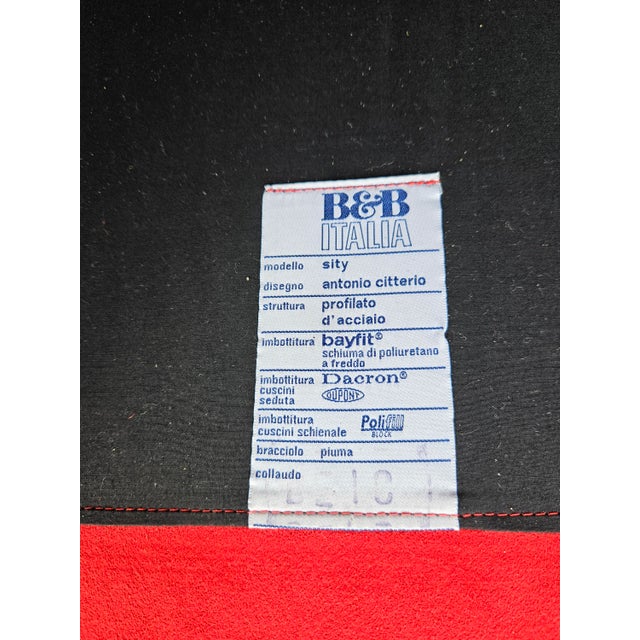 B&B
ITALIA
modello sity
disegno antonio citterio
struttura profilato
d'acciaio
imbottitura bayfit®
schiuma di poliuretano
a freddo
imbottitura Dacron®
cuscini
seduta DUPONT
imbottitura
cuscini schienale Polifill
BLOCK
bracciolo piuma
collaudo